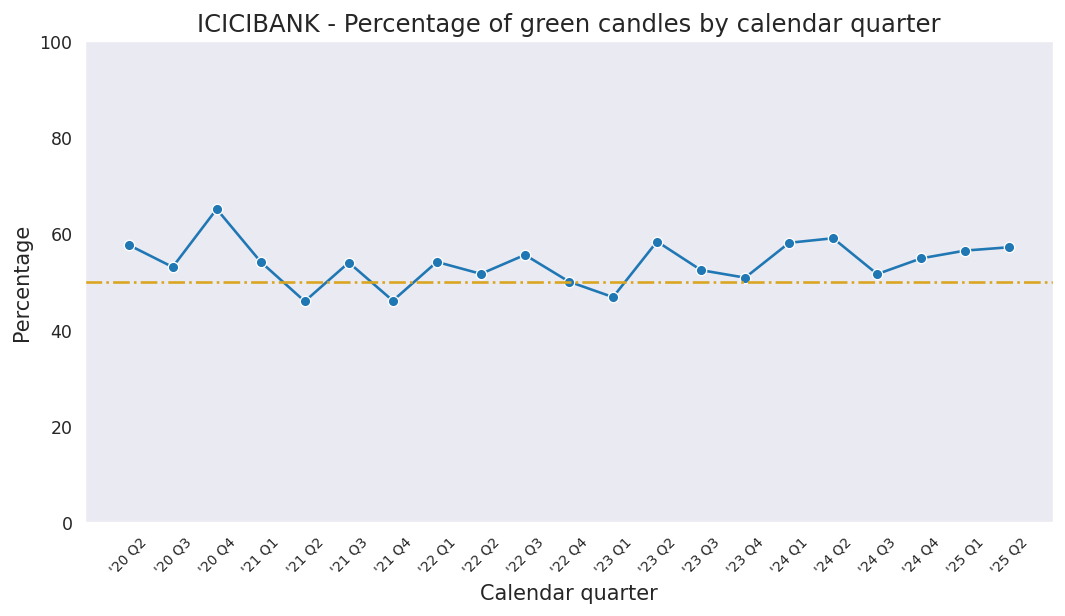 ICICIBANK - Percentage of green candles by calendar quarter
Percentage
100
80
60
40
20
0
'20 Q2
'20 Q3
'20 Q4
'21 Q1
'21 Q2
'21 Q3
'21 Q4
'22 Q1
'22 Q2
'22 Q3
'22 Q4
'23 Q1
'23 Q2
'23 Q3
'23 Q4
'24 Q1
'24 Q2
'24 Q3
'24 Q4
'25 Q1
'25 Q2
Calendar quarter